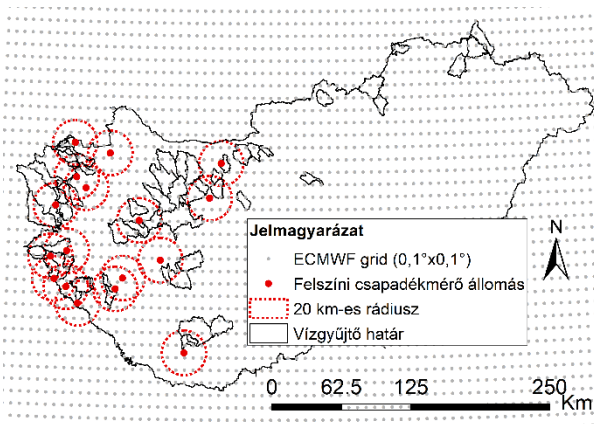 Jelmagyarázat
ECMWF grid (0,1°x0,1°)
Felszíni csapadékmérő állomás
20 km-es rádiusz
Vízgyűjtő határ
N
0 62.5 125 250
Km